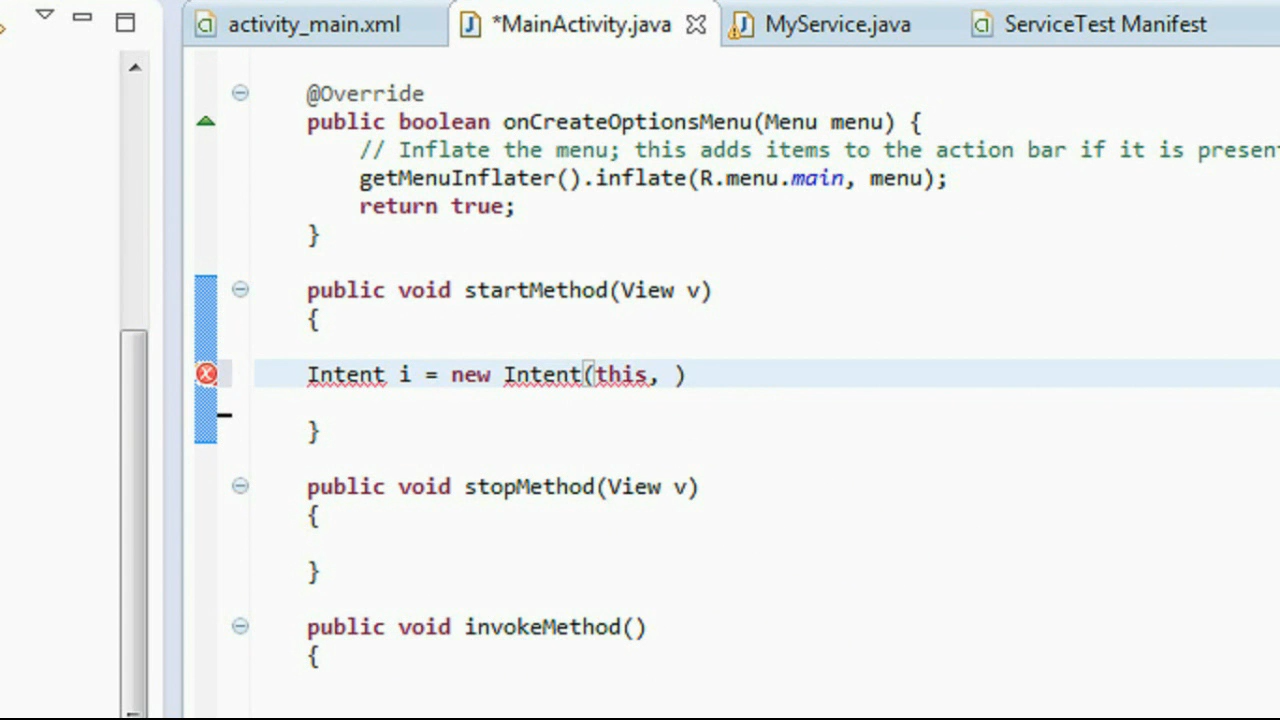 activity_main.xml *MainActivity.java MyService.java ServiceTest Manifest
@Override
public boolean onCreateOptionsMenu(Menu menu) {
// Inflate the menu; this adds items to the action bar if it is presen
getMenuInflater().inflate(R.menu.main, menu);
return true;
}
public void startMethod(View v)
{
Intent i = new Intent(this, )
}
public void stopMethod(View v)
{
}
public void invokeMethod()
{